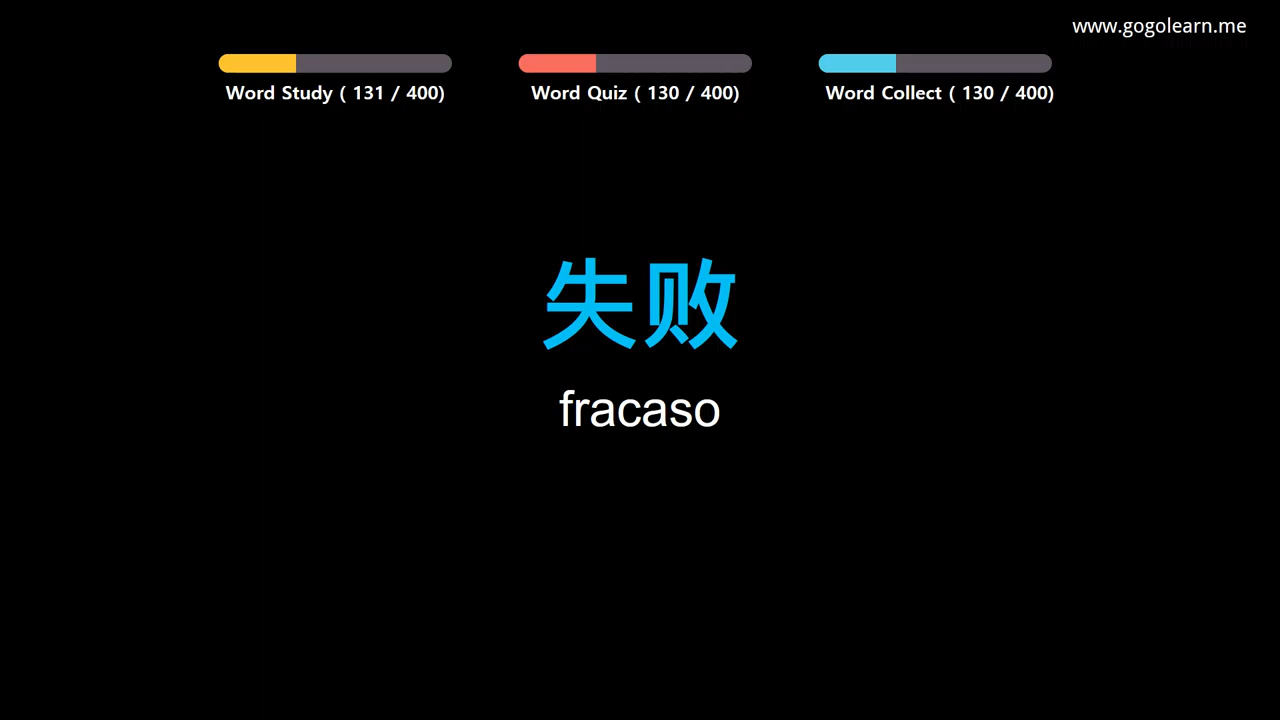 www.gogolearn.me
Word Study ( 131 / 400)
Word Quiz ( 130 / 400)
Word Collect ( 130 / 400)
失败
fracaso